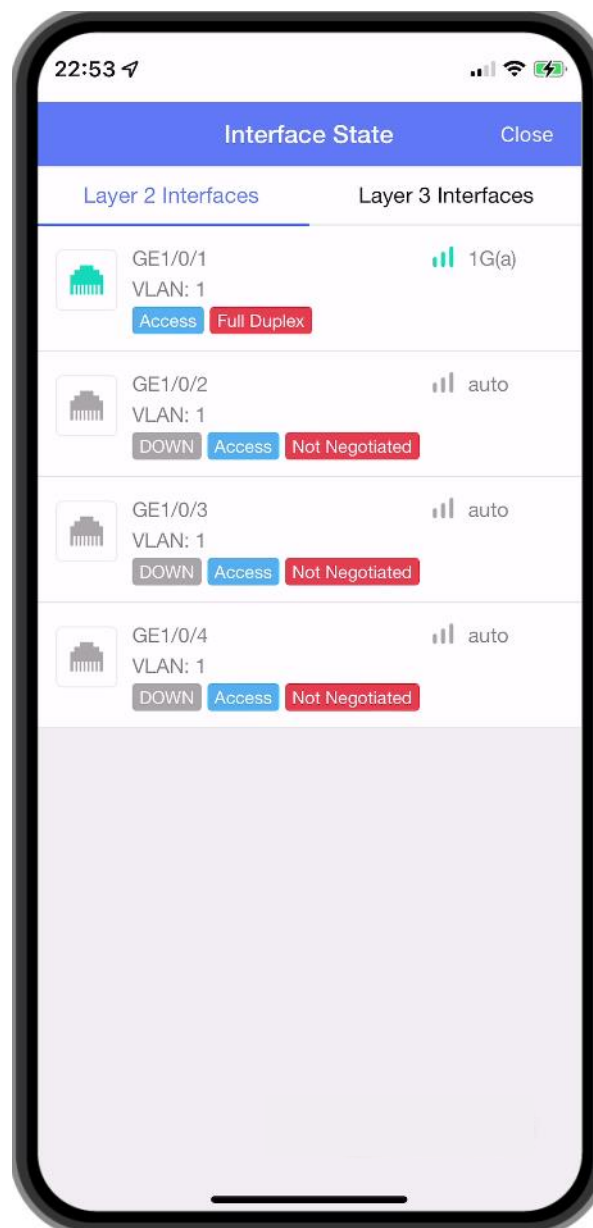 22:53
Interface State Close
Layer 2 Interfaces Layer 3 Interfaces
GE1/0/1 1G(a)
VLAN: 1
Access Full Duplex
GE1/0/2 auto
VLAN: 1
DOWN Access Not Negotiated
GE1/0/3 auto
VLAN: 1
DOWN Access Not Negotiated
GE1/0/4 auto
VLAN: 1
DOWN Access Not Negotiated